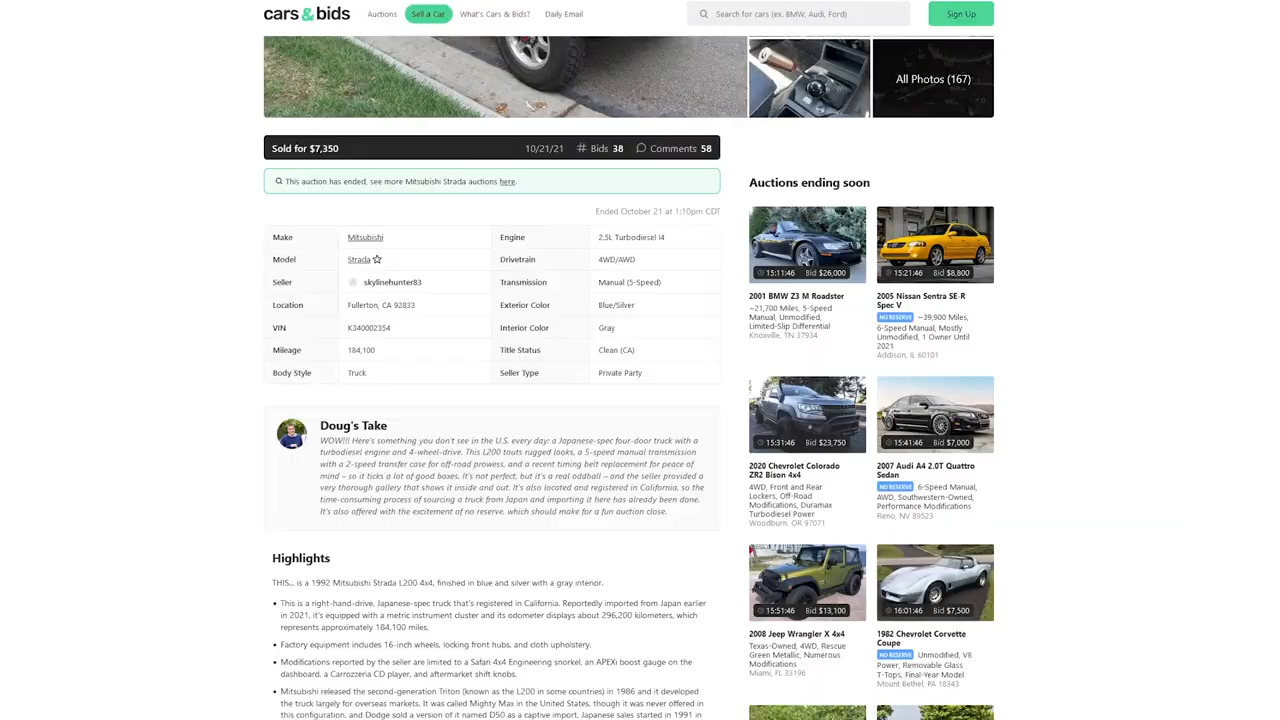 cars & bids
Auctions
Sell a Car
What's Cars & Bids?
Daily Email
Search for cars (ex. BMW, Audi, Ford)
Sign Up
All Photos (167)
Sold for $7,350
10/21/21
Bids 38
Comments 58
This auction has ended, see more Mitsubishi Strada auctions here.
Ended October 21 at 1:10pm CDT
Make Mitsubishi Engine 2.5L Turbodiesel I4
Model Strada Drivetrain 4WD/AWD
Seller skylinehunter83 Transmission Manual (5-Speed)
Location Fullerton, CA 92833 Exterior Color Blue/Silver
VIN K340002354 Interior Color Gray
Mileage 184,100 Title Status Clean (CA)
Body Style Truck Seller Type Private Party
Doug's Take
WOW!!! Here's something you don't see in the U.S. every day: a Japanese-spec four-door truck with a
turbodiesel engine and 4-wheel-drive. This L200 touts rugged looks, a 5-speed manual transmission
with a 2-speed transfer case for off-road prowess, and a recent timing belt replacement for peace of
mind – so it ticks a lot of good boxes. It's not perfect, but it's a real oddball – and the seller provided a
very thorough gallery that shows it inside and out. It's also located and registered in California, so the
time-consuming process of sourcing a truck from Japan and importing it here has already been done.
It's also offered with the excitement of no reserve, which should make for a fun auction close.
Highlights
THIS... is a 1992 Mitsubishi Strada L200 4x4, finished in blue and silver with a gray interior.
• This is a right-hand-drive, Japanese-spec truck that's registered in California. Reportedly imported from Japan earlier
in 2021, it's equipped with a metric instrument cluster and its odometer displays about 296,200 kilometers, which
represents approximately 184,100 miles.
• Factory equipment includes 16-inch wheels, locking front hubs, and cloth upholstery.
• Modifications reported by the seller are limited to a Safari 4x4 Engineering snorkel, an APEXi boost gauge on the
dashboard, a Carrozzeria CD player, and aftermarket shift knobs.
• Mitsubishi released the second-generation Triton (known as the L200 in some countries) in 1986 and it developed
the truck largely for overseas markets. It was called Mighty Max in the United States, though it was never offered in
this configuration, and Dodge sold a version of it named D50 as a captive import. Japanese sales started in 1991 in
Auctions ending soon
15:11:46 Bid $26,000
2001 BMW Z3 M Roadster
~21,700 Miles, 5-Speed
Manual, Unmodified,
Limited-Slip Differential
Knoxville, TN 37934
15:21:46 Bid $8,800
2005 Nissan Sentra SE-R
Spec V
NO RESERVE ~39,900 Miles,
6-Speed Manual, Mostly
Unmodified, 1 Owner Until
2021
Addison, IL 60101
15:31:46 Bid $23,750
2020 Chevrolet Colorado
ZR2 Bison 4x4
4WD, Front and Rear
Lockers, Off-Road
Modifications, Duramax
Turbodiesel Power
Woodburn, OR 97071
15:41:46 Bid $7,000
2007 Audi A4 2.0T Quattro
Sedan
NO RESERVE 6-Speed Manual,
AWD, Southwestern-Owned,
Performance Modifications
Reno, NV 89523
15:51:46 Bid $13,100
2008 Jeep Wrangler X 4x4
Texas-Owned, 4WD, Rescue
Green Metallic, Numerous
Modifications
Miami, FL 33196
16:01:46 Bid $7,500
1982 Chevrolet Corvette
Coupe
NO RESERVE Unmodified, V8
Power, Removable Glass
T-Tops, Final-Year Model
Mount Bethel, PA 18343